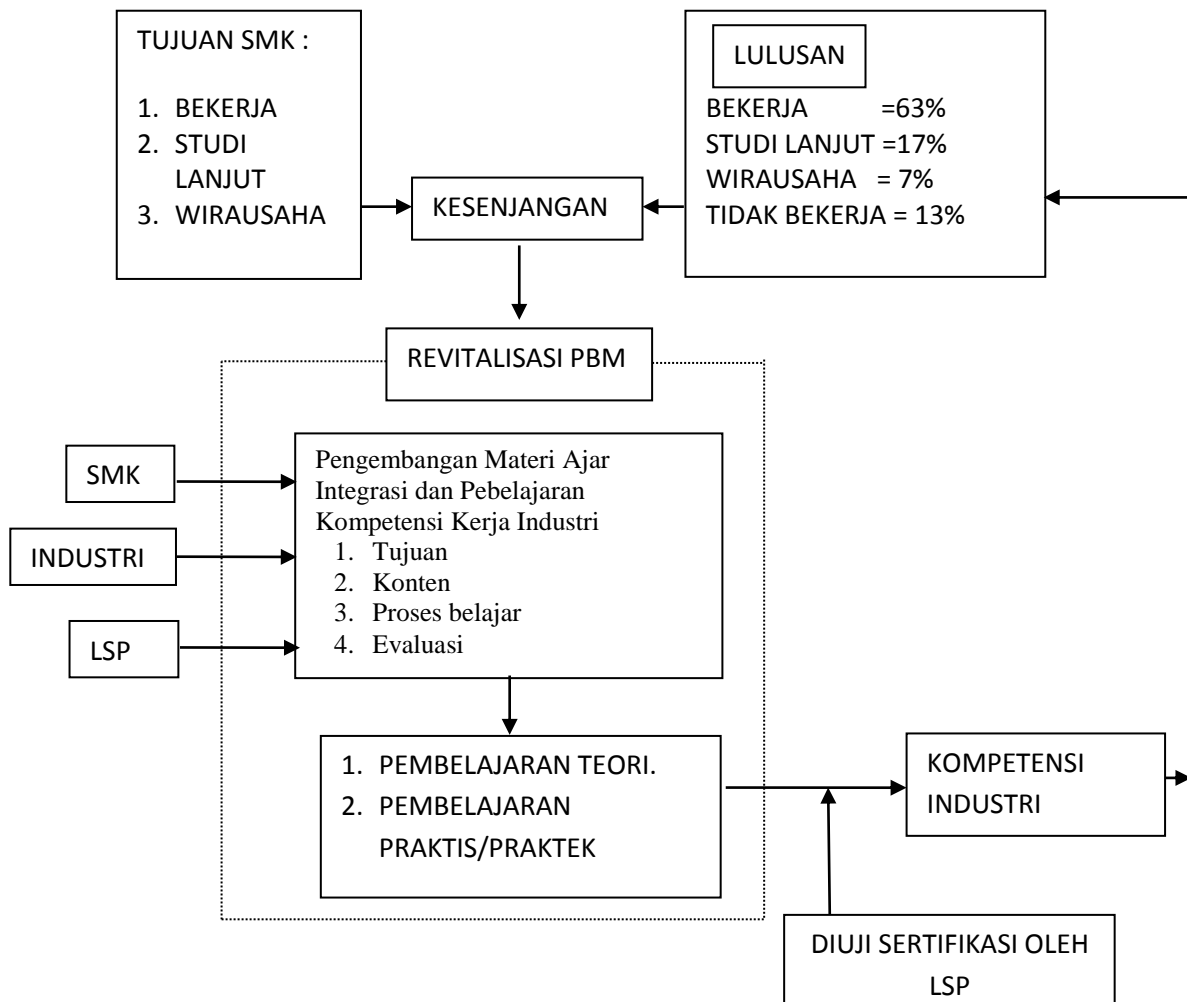 TUJUAN SMK :
1. BEKERJA
2. STUDI
LANJUT
3. WIRAUSAHA
LULUSAN
BEKERJA =63%
STUDI LANJUT =17%
WIRAUSAHA = 7%
TIDAK BEKERJA = 13%
KESENJANGAN
REVITALISASI PBM
SMK
INDUSTRI
LSP
Pengembangan Materi Ajar
Integrasi dan Pebelajaran
Kompetensi Kerja Industri
1. Tujuan
2. Konten
3. Proses belajar
4. Evaluasi
1. PEMBELAJARAN TEORI.
2. PEMBELAJARAN
PRAKTIS/PRAKTEK
KOMPETENSI
INDUSTRI
DIUJI SERTIFIKASI OLEH
LSP